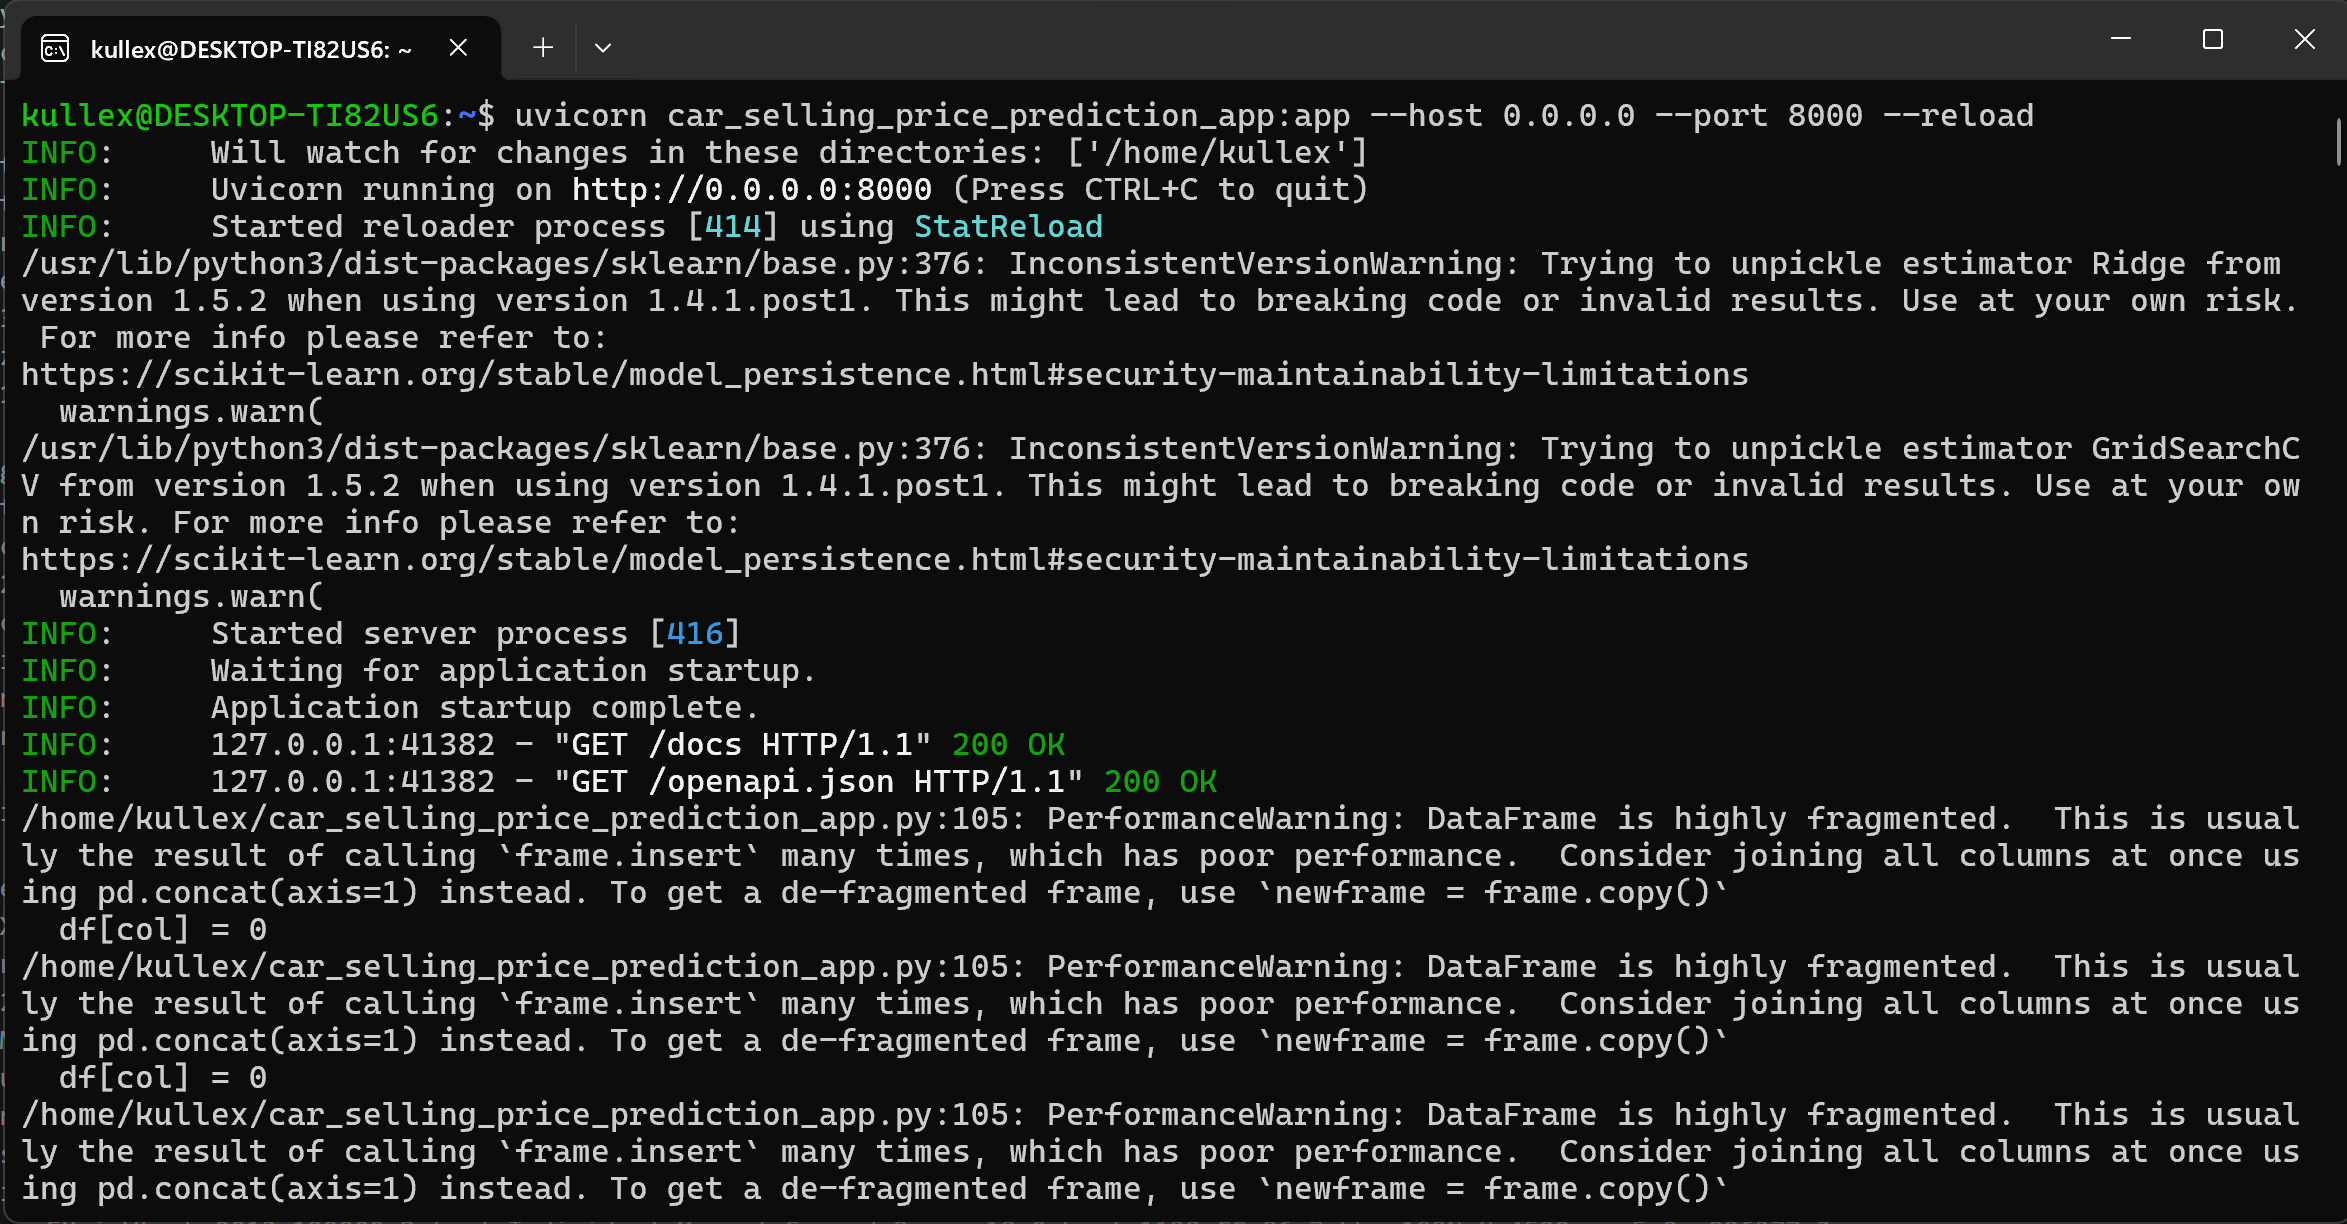 kullex@DESKTOP-TI82US6: ~
kullex@DESKTOP-TI82US6:~$ uvicorn car_selling_price_prediction_app:app --host 0.0.0.0 --port 8000 --reload
INFO:     Will watch for changes in these directories: ['/home/kullex']
INFO:     Uvicorn running on http://0.0.0.0:8000 (Press CTRL+C to quit)
INFO:     Started reloader process [414] using StatReload
/usr/lib/python3/dist-packages/sklearn/base.py:376: InconsistentVersionWarning: Trying to unpickle estimator Ridge from
version 1.5.2 when using version 1.4.1.post1. This might lead to breaking code or invalid results. Use at your own risk.
 For more info please refer to:
https://scikit-learn.org/stable/model_persistence.html#security-maintainability-limitations
  warnings.warn(
/usr/lib/python3/dist-packages/sklearn/base.py:376: InconsistentVersionWarning: Trying to unpickle estimator GridSearchC
V from version 1.5.2 when using version 1.4.1.post1. This might lead to breaking code or invalid results. Use at your ow
n risk. For more info please refer to:
https://scikit-learn.org/stable/model_persistence.html#security-maintainability-limitations
  warnings.warn(
INFO:     Started server process [416]
INFO:     Waiting for application startup.
INFO:     Application startup complete.
INFO:     127.0.0.1:41382 - "GET /docs HTTP/1.1" 200 OK
INFO:     127.0.0.1:41382 - "GET /openapi.json HTTP/1.1" 200 OK
/home/kullex/car_selling_price_prediction_app.py:105: PerformanceWarning: DataFrame is highly fragmented.  This is usual
ly the result of calling `frame.insert` many times, which has poor performance.  Consider joining all columns at once us
ing pd.concat(axis=1) instead. To get a de-fragmented frame, use `newframe = frame.copy()`
  df[col] = 0
/home/kullex/car_selling_price_prediction_app.py:105: PerformanceWarning: DataFrame is highly fragmented.  This is usual
ly the result of calling `frame.insert` many times, which has poor performance.  Consider joining all columns at once us
ing pd.concat(axis=1) instead. To get a de-fragmented frame, use `newframe = frame.copy()`
  df[col] = 0
/home/kullex/car_selling_price_prediction_app.py:105: PerformanceWarning: DataFrame is highly fragmented.  This is usual
ly the result of calling `frame.insert` many times, which has poor performance.  Consider joining all columns at once us
ing pd.concat(axis=1) instead. To get a de-fragmented frame, use `newframe = frame.copy()`